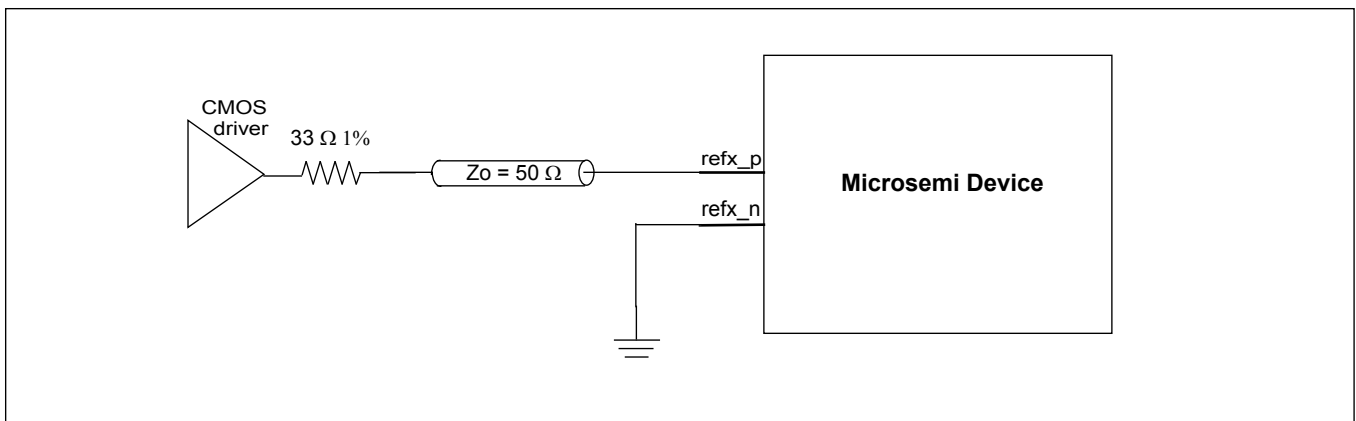 CMOS
driver
33 Ω 1%
Zo = 50 Ω
refx_p
refx_n
Microsemi Device